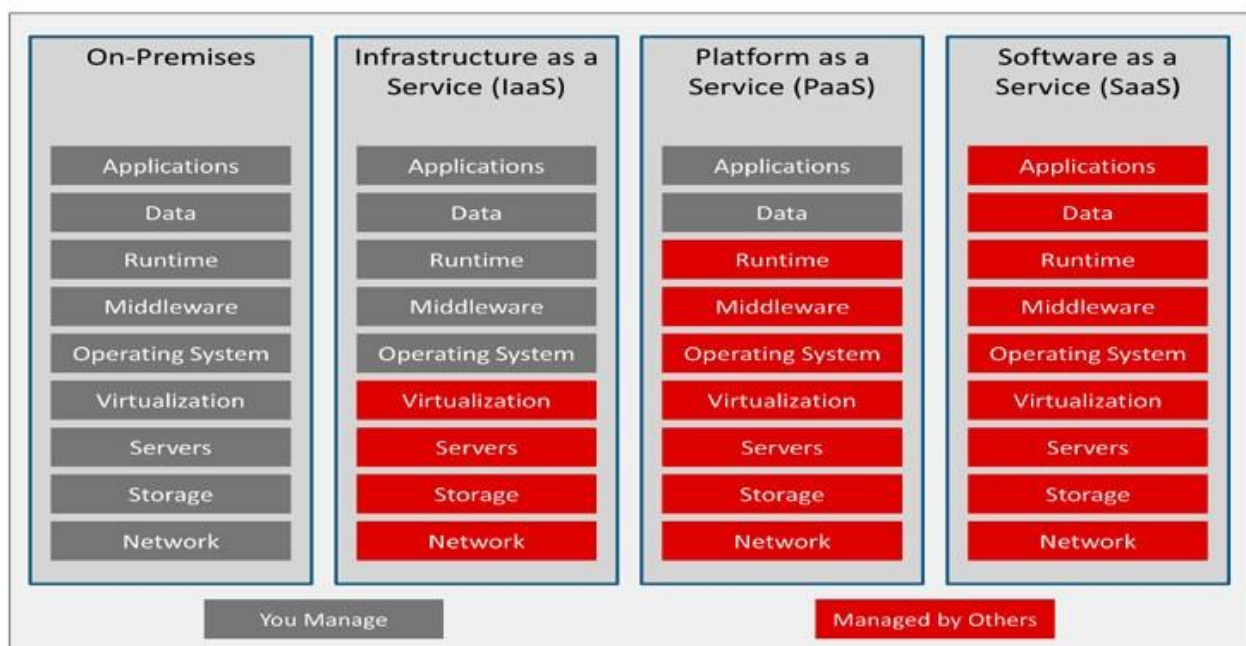 On-Premises
Applications
Data
Runtime
Middleware
Operating System
Virtualization
Servers
Storage
Network
Infrastructure as a
Service (IaaS)
Applications
Data
Runtime
Middleware
Operating System
Virtualization
Servers
Storage
Network
Platform as a
Service (PaaS)
Applications
Data
Runtime
Middleware
Operating System
Virtualization
Servers
Storage
Network
Software as a
Service (SaaS)
Applications
Data
Runtime
Middleware
Operating System
Virtualization
Servers
Storage
Network
You Manage
Managed by Others